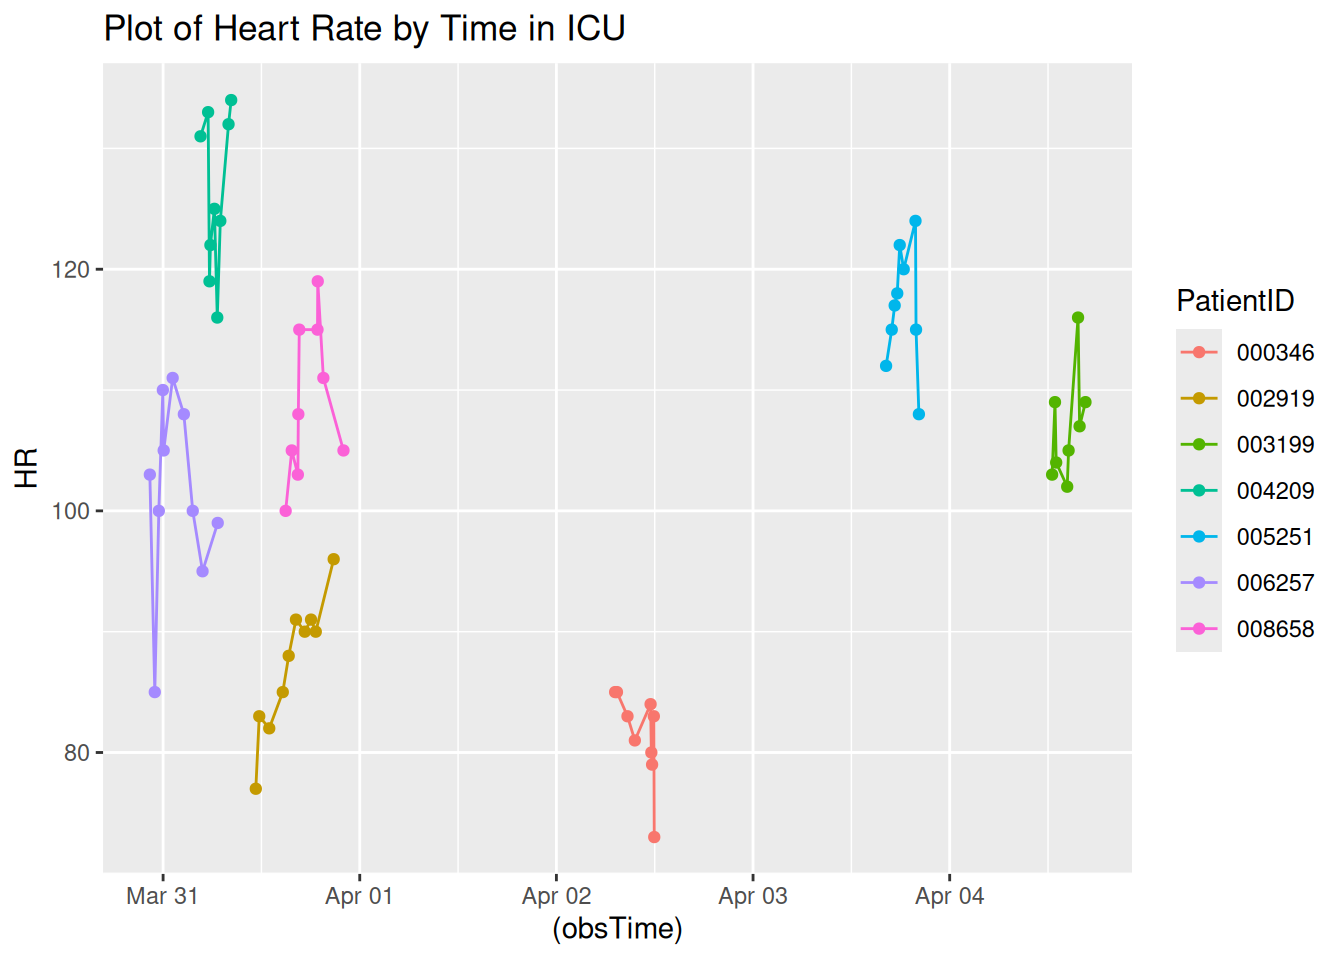 Plot of Heart Rate by Time in ICU
HR
120
100
80
Mar 31
Apr 01
Apr 02
Apr 03
Apr 04
(obsTime)
PatientID
000346
002919
003199
004209
005251
006257
008658